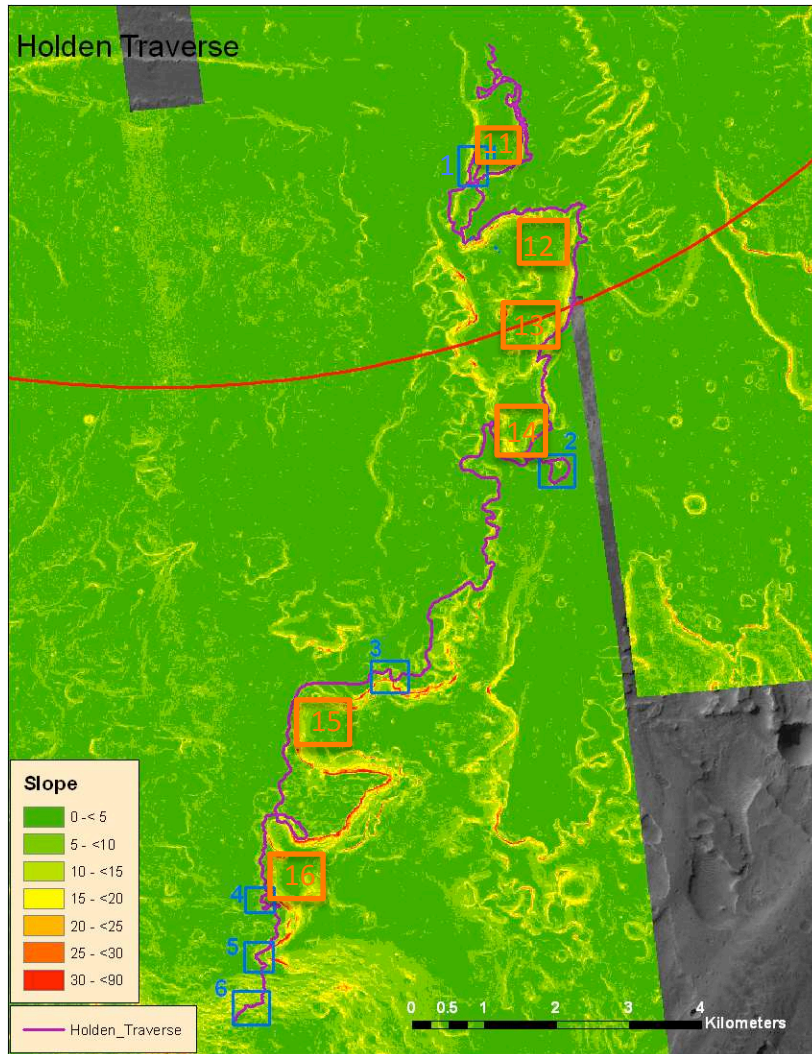 Holden Traverse
11
1
12
13
14
2
3
15
16
4
5
6
Slope
0 -< 5
5 - <10
10 - <15
15 - <20
20 - <25
25 - <30
30 - <90
Holden_Traverse
0 0.5 1 2 3 4
Kilometers